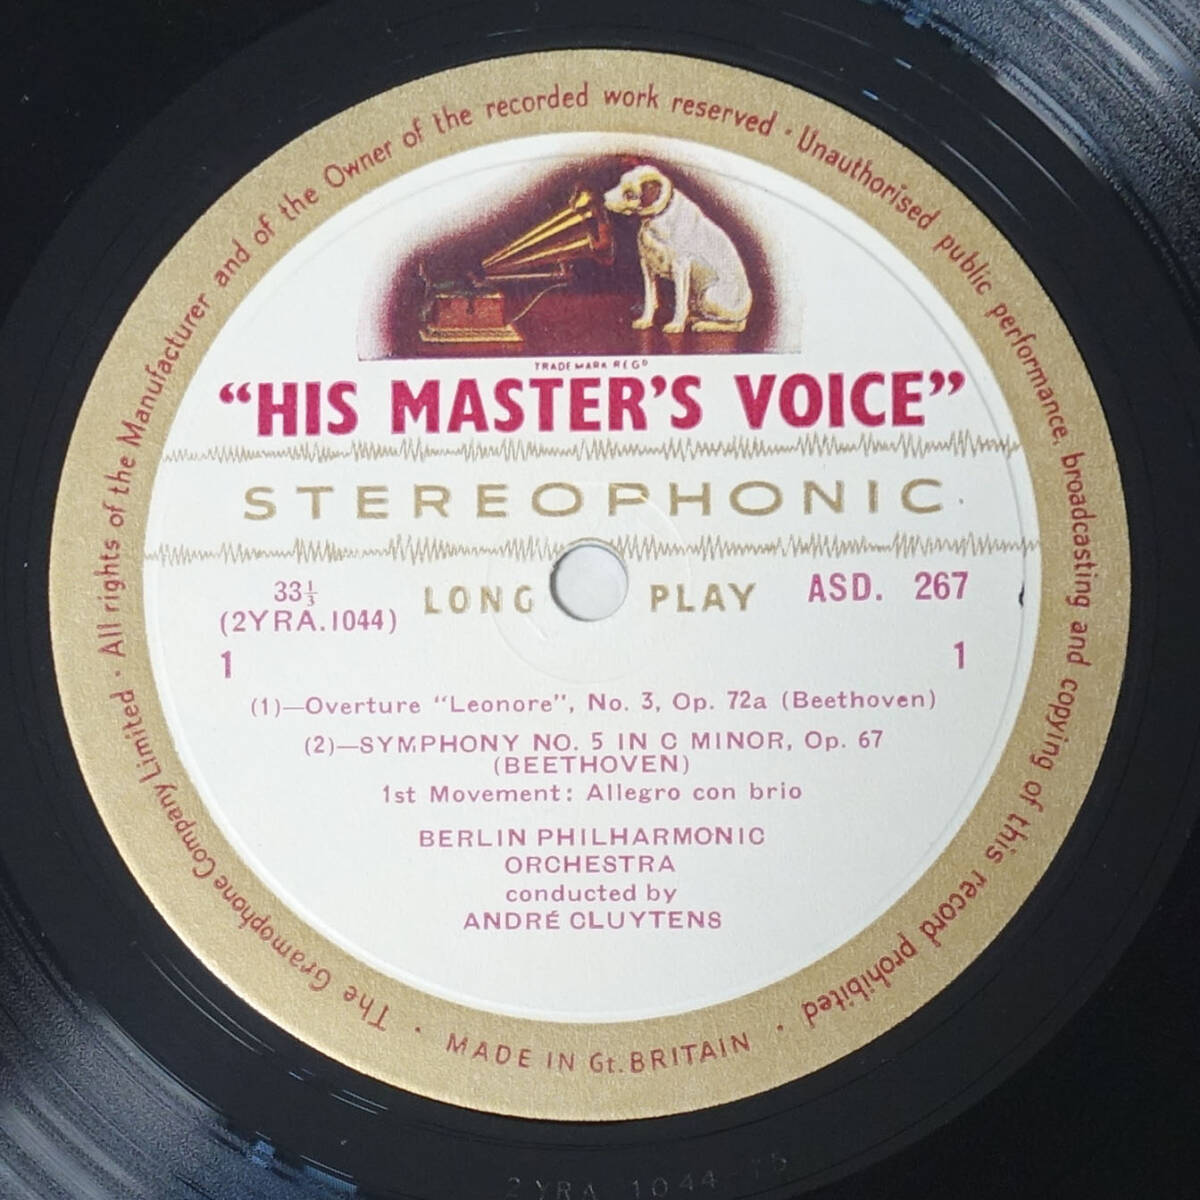 All rights of the Manufacturer and of the Owner of the recorded work reserved · Unauthorised public performance, broadcasting and copying of this record prohibited ·
TRADE MARK REGD
“HIS MASTER'S VOICE”
STEREOPHONIC
33⅓ LONG PLAY ASD. 267
(2YRA.1044)
1 1
(1)—Overture “Leonore”, No. 3, Op. 72a (Beethoven)
(2)—SYMPHONY NO. 5 IN C MINOR, Op. 67
(BEETHOVEN)
1st Movement: Allegro con brio
BERLIN PHILHARMONIC
ORCHESTRA
conducted by
ANDRÉ CLUYTENS
The Gramophone Company Limited ·
MADE IN Gt. BRITAIN
2YRA 1044